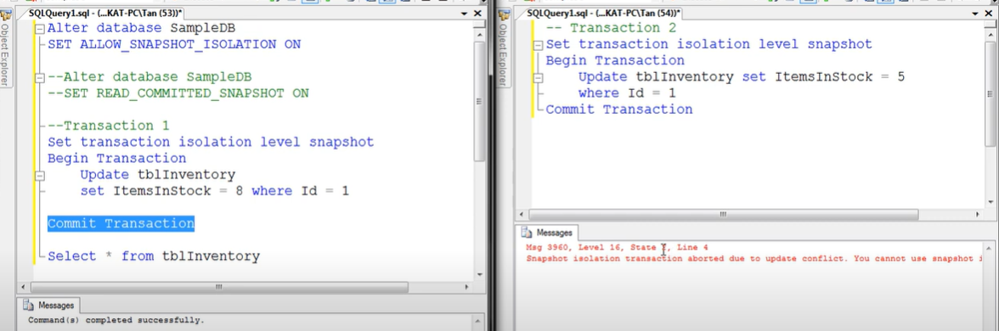 SQLQuery1.sql - (...KAT-PC\Tan (53))*
Object Explorer
Alter database SampleDB
SET ALLOW_SNAPSHOT_ISOLATION ON
--Alter database SampleDB
--SET READ_COMMITTED_SNAPSHOT ON
--Transaction 1
Set transaction isolation level snapshot
Begin Transaction
Update tblInventory
set ItemsInStock = 8 where Id = 1
Commit Transaction
Select * from tblInventory
Messages
Command(s) completed successfully.
SQLQuery1.sql - (...KAT-PC\Tan (54))*
Object Explorer
-- Transaction 2
Set transaction isolation level snapshot
Begin Transaction
Update tblInventory set ItemsInStock = 5
where Id = 1
Commit Transaction
Messages
Msg 3960, Level 16, State , Line 4
Snapshot isolation transaction aborted due to update conflict. You cannot use snapshot